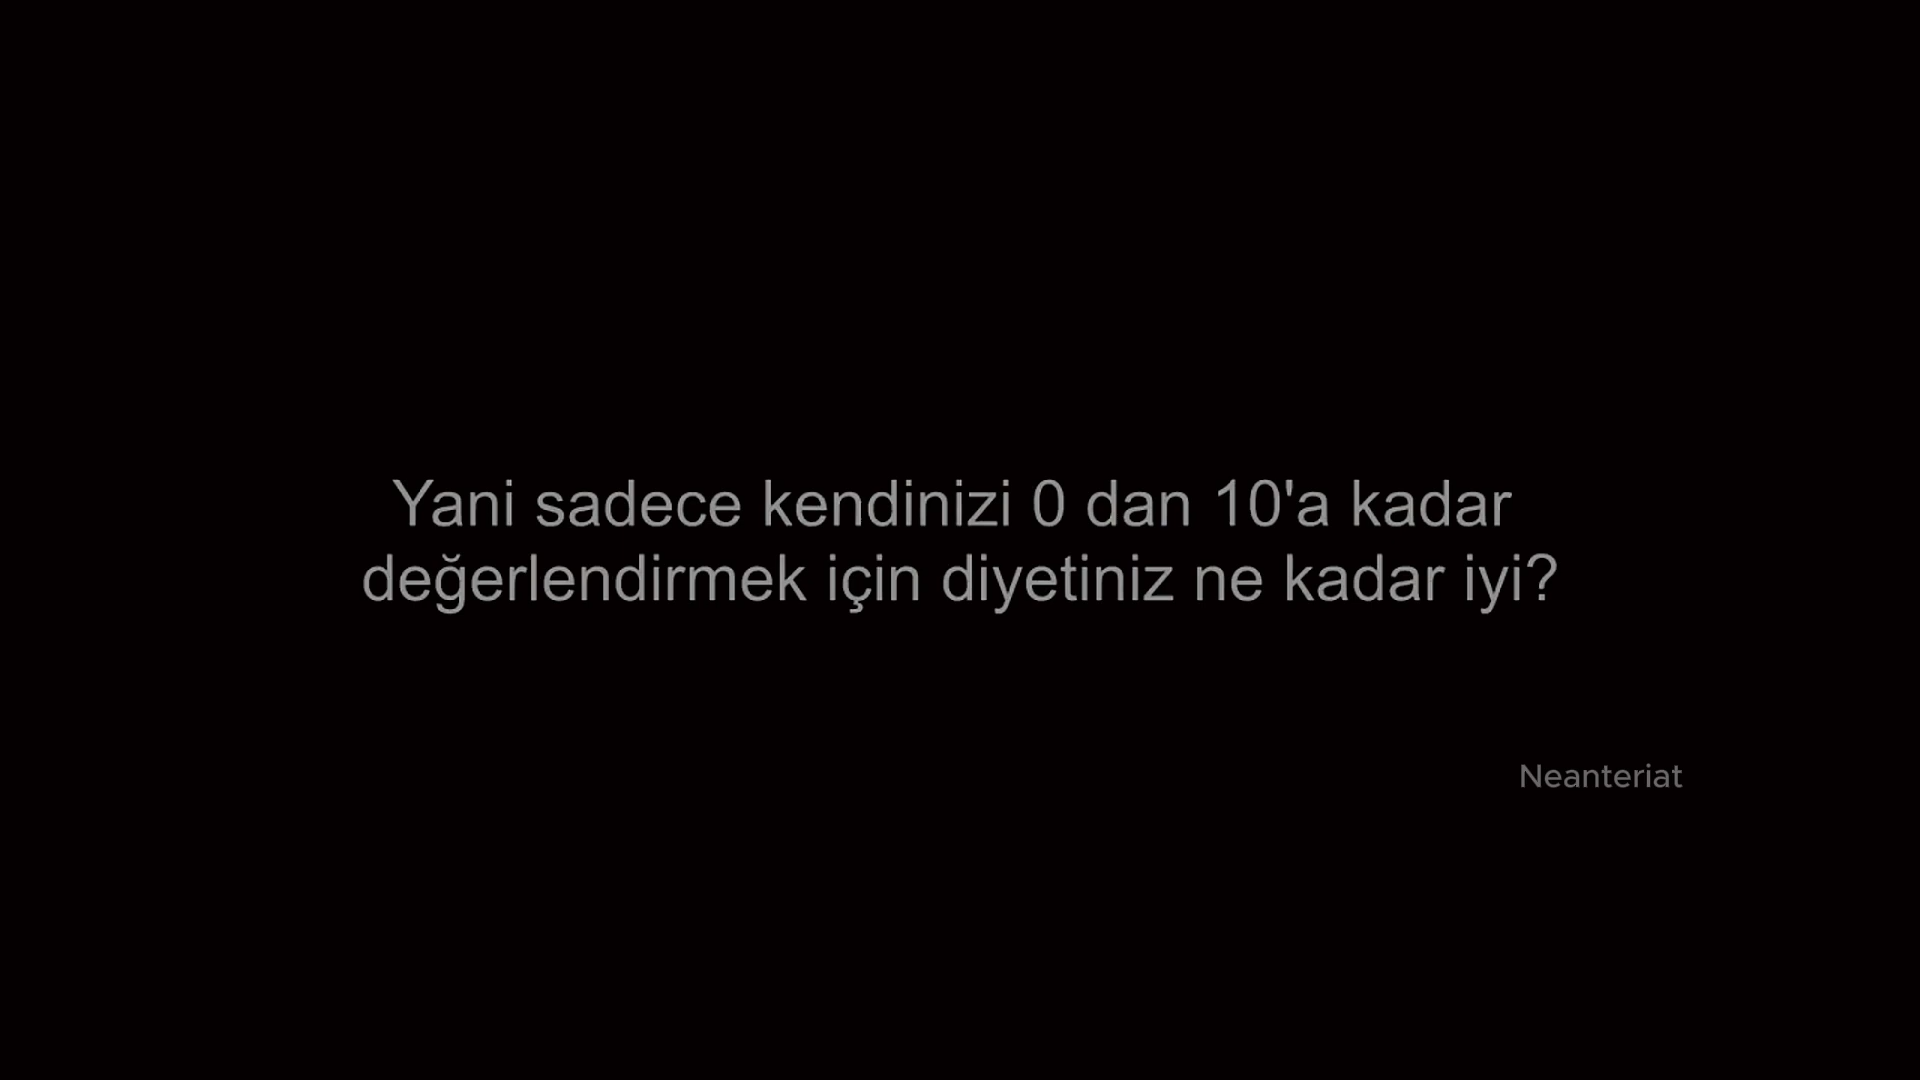 Yani sadece kendinizi 0 dan 10'a kadar
değerlendirmek için diyetiniz ne kadar iyi?
Neanteriat